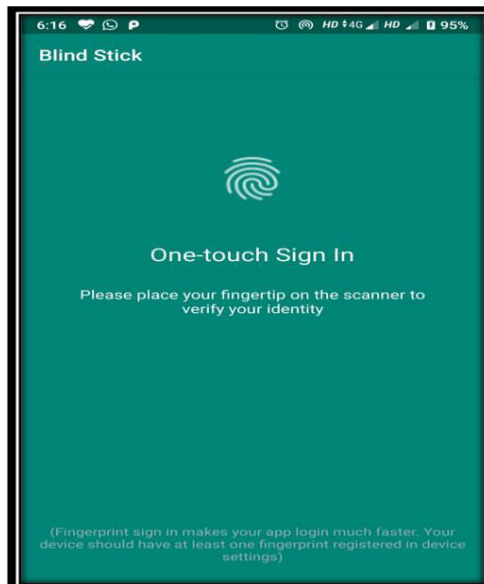 6:16 P HD 4G HD 95%
Blind Stick
One-touch Sign In
Please place your fingertip on the scanner to
verify your identity
(Fingerprint sign in makes your app login much faster. Your
device should have at least one fingerprint registered in device
settings)